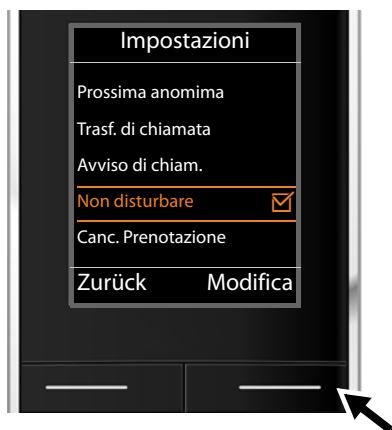 Impostazioni
Prossima anomima
Trasf. di chiamata
Avviso di chiam.
Non disturbare
Canc. Prenotazione
Zurück Modifica